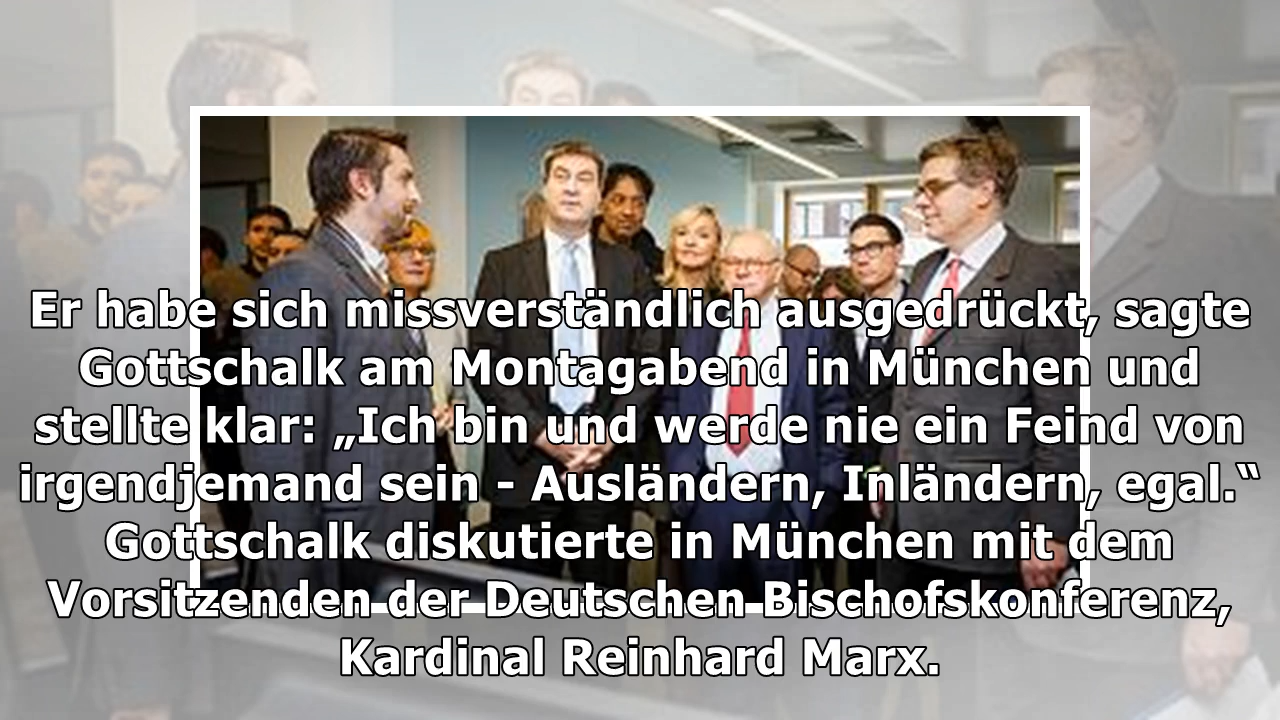 Er habe sich missverständlich ausgedrückt, sagte
Gottschalk am Montagabend in München und
stellte klar: „Ich bin und werde nie ein Feind von
irgendjemand sein - Ausländern, Inländern, egal.“
Gottschalk diskutierte in München mit dem
Vorsitzenden der Deutschen Bischofskonferenz,
Kardinal Reinhard Marx.